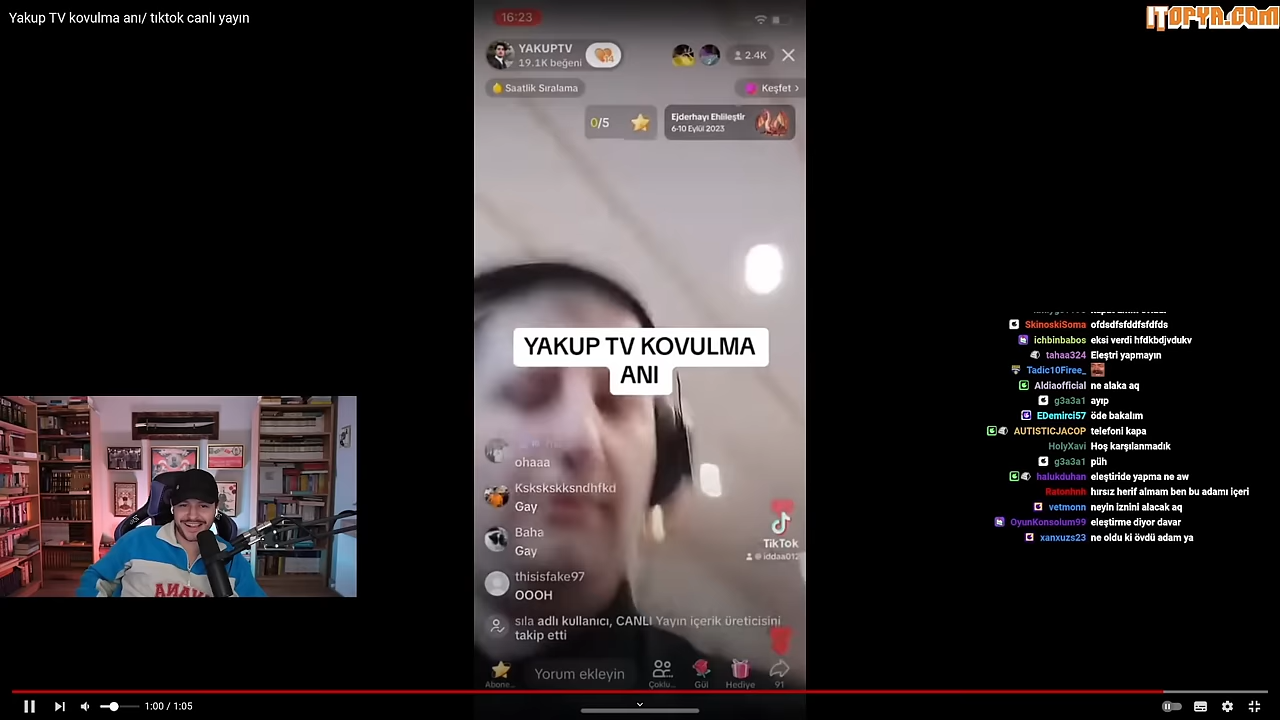 Yakup TV kovulma anı/ tıktok canlı yayın
ITOPYA.COM
16:23
YAKUPTV
19.1K beğeni
2.4K
Saatlik Sıralama
Keşfet
0/5
Ejderhayı Ehlileştir
6-10 Eylül 2023
YAKUP TV KOVULMA
ANI
ohaaa
Kskskskksndhfkd
Gay
Baha
Gay
thisisfake97
OOOH
sıla adlı kullanıcı, CANLI Yayın içerik üreticisini
takip etti
TikTok
@iddaa012
Abone...
Yorum ekleyin
Çoklu...
Gül
Hediye
91
SkinoskiSoma ofdsdfsfddfsfdfds
ichbinbabos eksi verdi hfdkbdjvdukv
tahaa324 Eleştri yapmayın
Tadic10Firee_
Aldiaofficial ne alaka aq
g3a3a1 ayıp
EDemirci57 öde bakalım
AUTISTICJACOP telefoni kapa
HolyXavi Hoş karşılanmadık
g3a3a1 püh
halukduhan eleştiride yapma ne aw
Ratonhnh hırsız herif almam ben bu adamı içeri
vetmonn neyin iznini alacak aq
OyunKonsolum99 eleştirme diyor davar
xanxuzs23 ne oldu ki övdü adam ya
1:00 / 1:05